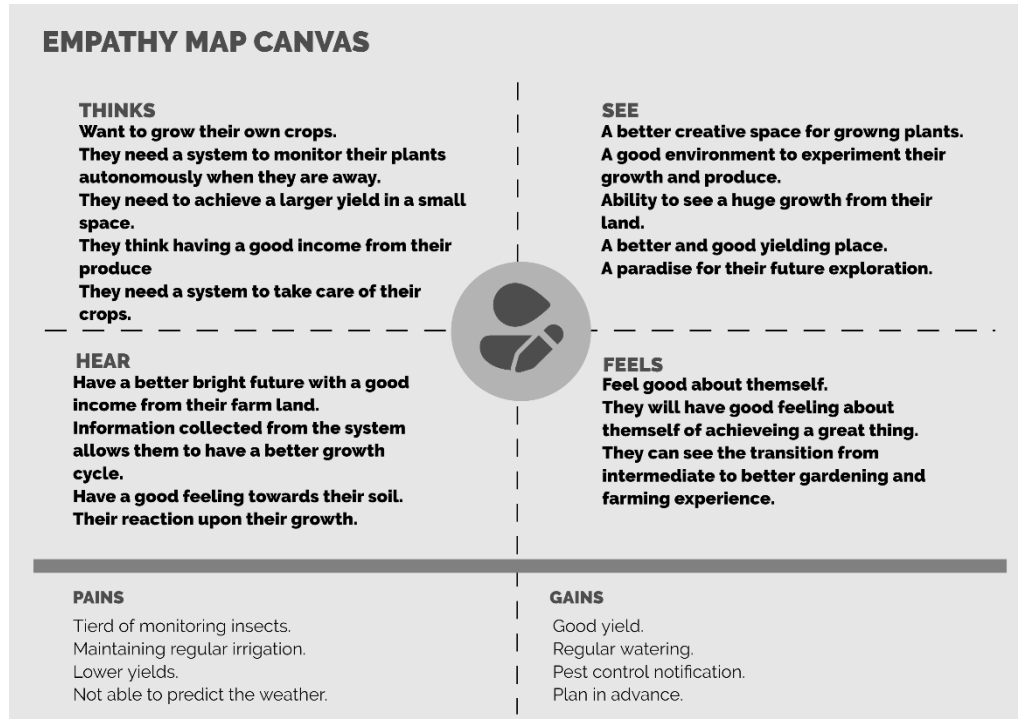 EMPATHY MAP CANVAS
THINKS
Want to grow their own crops.
They need a system to monitor their plants
autonomously when they are away.
They need to achieve a larger yield in a small
space.
They think having a good income from their
produce
They need a system to take care of their
crops.
SEE
A better creative space for growng plants.
A good environment to experiment their
growth and produce.
Ability to see a huge growth from their
land.
A better and good yielding place.
A paradise for their future exploration.
HEAR
Have a better bright future with a good
income from their farm land.
Information collected from the system
allows them to have a better growth
cycle.
Have a good feeling towards their soil.
Their reaction upon their growth.
FEELS
Feel good about themself.
They will have good feeling about
themself of achieveing a great thing.
They can see the transition from
intermediate to better gardening and
farming experience.
PAINS
Tierd of monitoring insects.
Maintaining regular irrigation.
Lower yields.
Not able to predict the weather.
GAINS
Good yield.
Regular watering.
Pest control notification.
Plan in advance.